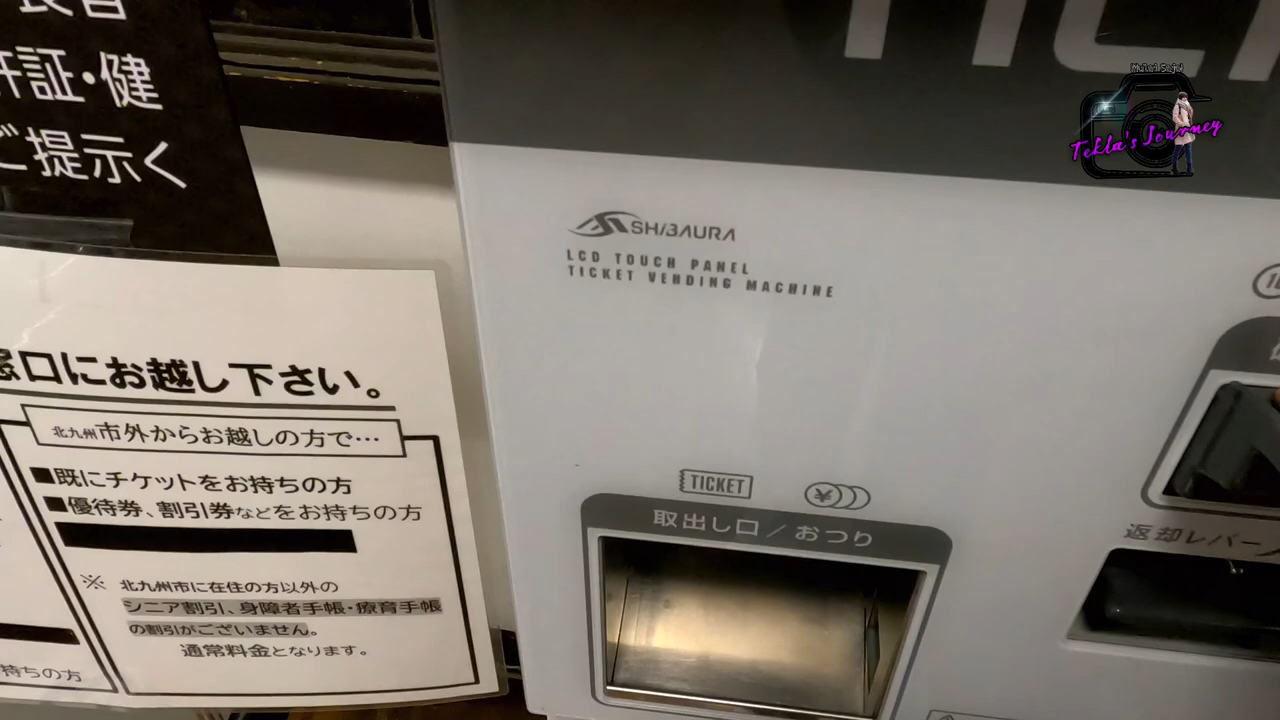 証・健
ご提示く
窓口にお越し下さい。
北九州市外からお越しの方で…
■既にチケットをお持ちの方
■優待券、割引券などをお持ちの方
※ 北九州市に在住の方以外の
シニア割引、身障者手帳・療育手帳
の割引がございません。
通常料金となります。
持ちの方
SHIBAURA
LCD TOUCH PANEL
TICKET VENDING MACHINE
TICKET
¥
取出し口／おつり
返却レバー
Tekla's Journey